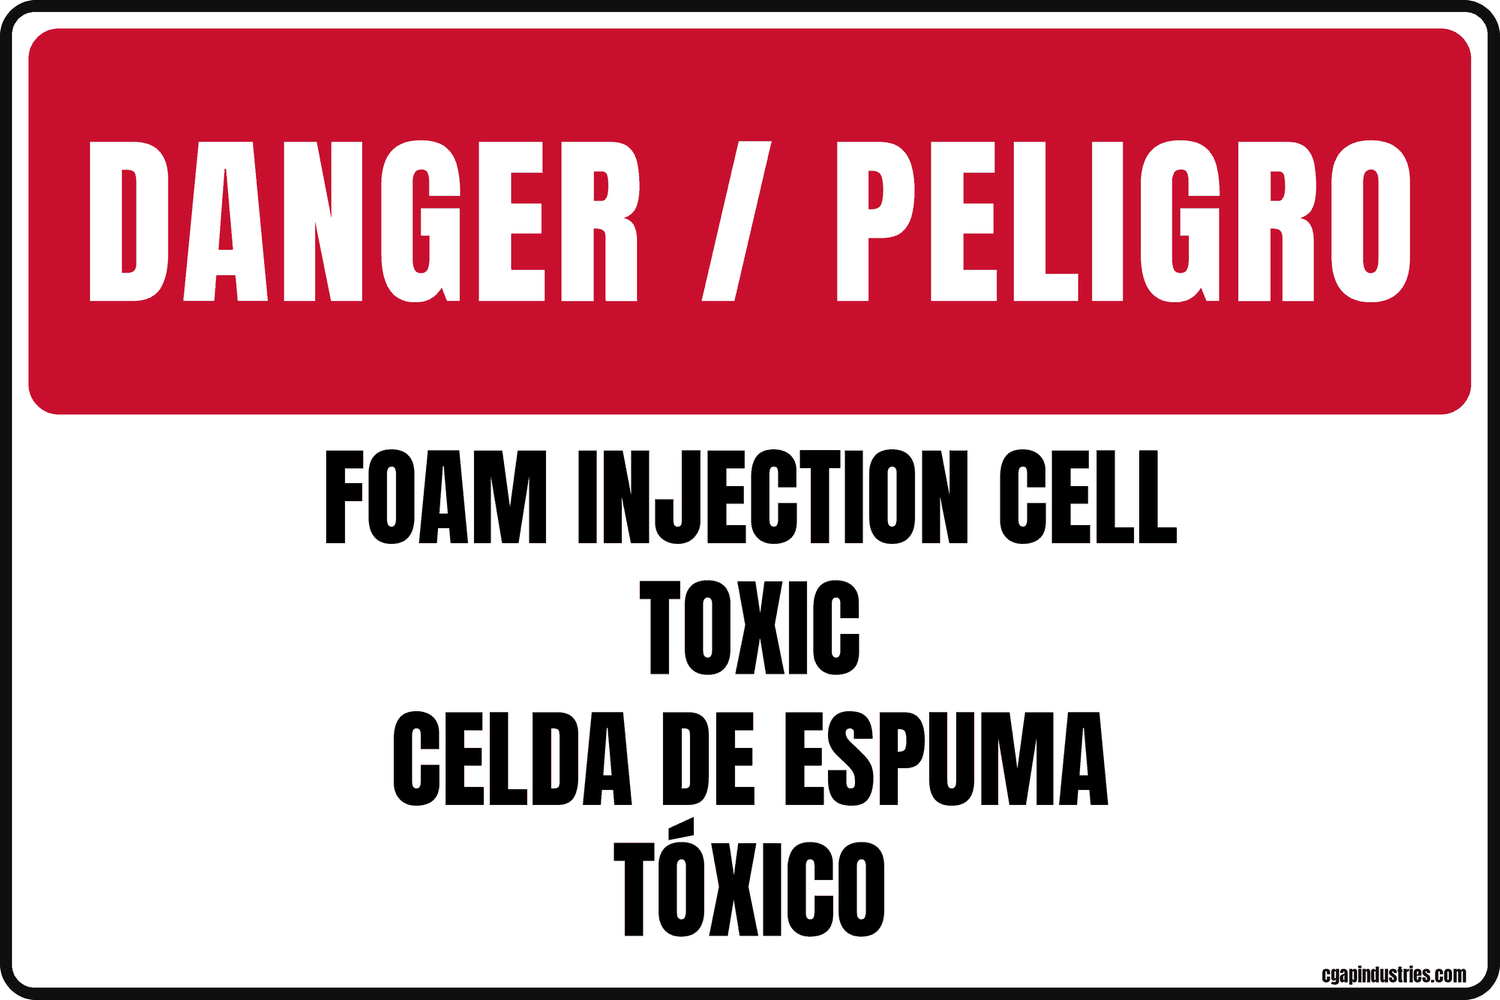 DANGER / PELIGRO
FOAM INJECTION CELL
TOXIC
CELDA DE ESPUMA
TÓXICO
cgapindustries.com